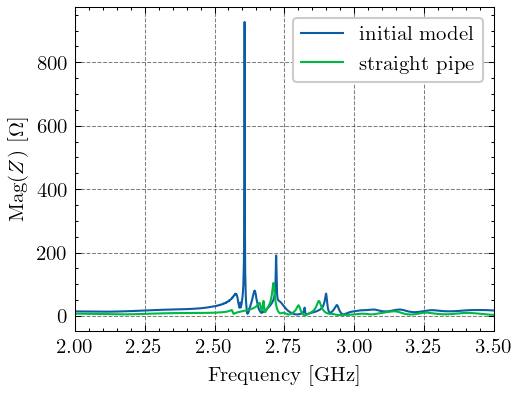 initial model
straight pipe
800
600
400
200
0
Mag(Z) [Ω]
2.00 2.25 2.50 2.75 3.00 3.25 3.50
Frequency [GHz]